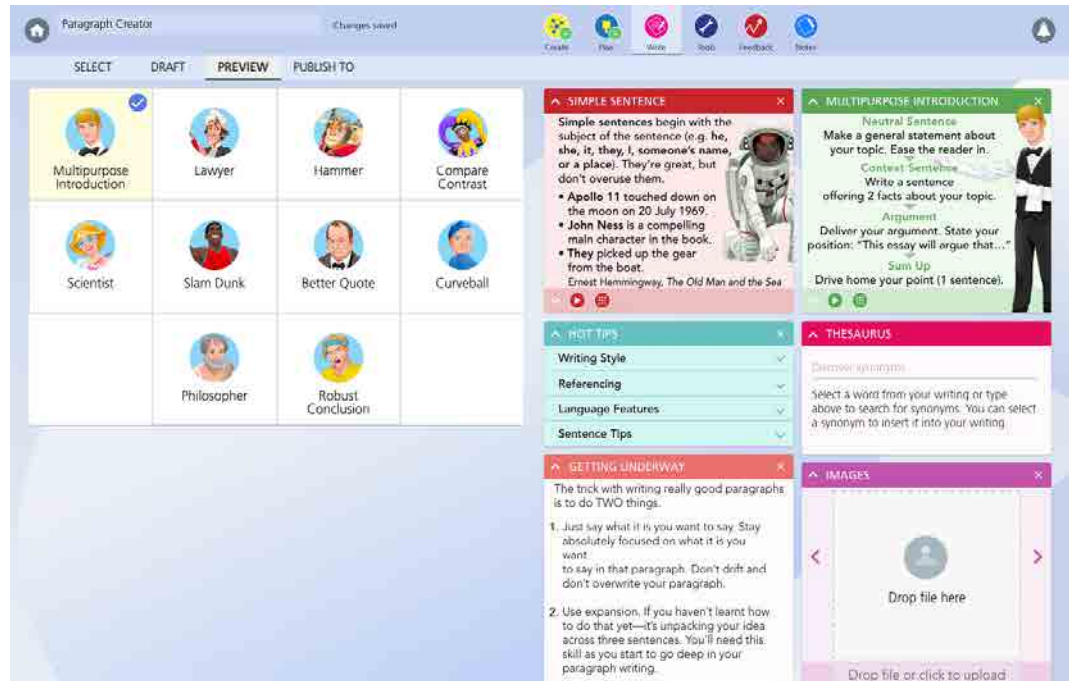 Paragraph Creator
Changes saved
Create
Plan
Write
Tools
Feedback
Notes
SELECT
DRAFT
PREVIEW
PUBLISH TO
Multipurpose
Introduction
Lawyer
Hammer
Compare
Contrast
Scientist
Slam Dunk
Better Quote
Curveball
Philosopher
Robust
Conclusion
SIMPLE SENTENCE
Simple sentences begin with the
subject of the sentence (e.g. he,
she, it, they, I, someone's name,
or a place). They're great, but
don't overuse them.
• Apollo 11 touched down on
the moon on 20 July 1969.
• John Ness is a compelling
main character in the book.
• They picked up the gear
from the boat.
Ernest Hemmingway, The Old Man and the Sea
MULTIPURPOSE INTRODUCTION
Neutral Sentence
Make a general statement about
your topic. Ease the reader in.
Context Sentence
Write a sentence
offering 2 facts about your topic.
Argument
Deliver your argument. State your
position: "This essay will argue that..."
Sum Up
Drive home your point (1 sentence).
HOT TIPS
Writing Style
Referencing
Language Features
Sentence Tips
THESAURUS
Discover synonyms
Select a word from your writing or type
above to search for synonyms. You can select
a synonym to insert it into your writing
GETTING UNDERWAY
The trick with writing really good paragraphs
is to do TWO things.
1. Just say what it is you want to say. Stay
absolutely focused on what it is you
want
to say in that paragraph. Don't drift and
don't overwrite your paragraph.
2. Use expansion. If you haven't learnt how
to do that yet—it's unpacking your idea
across three sentences. You'll need this
skill as you start to go deep in your
paragraph writing.
IMAGES
Drop file here
Drop file or click to upload